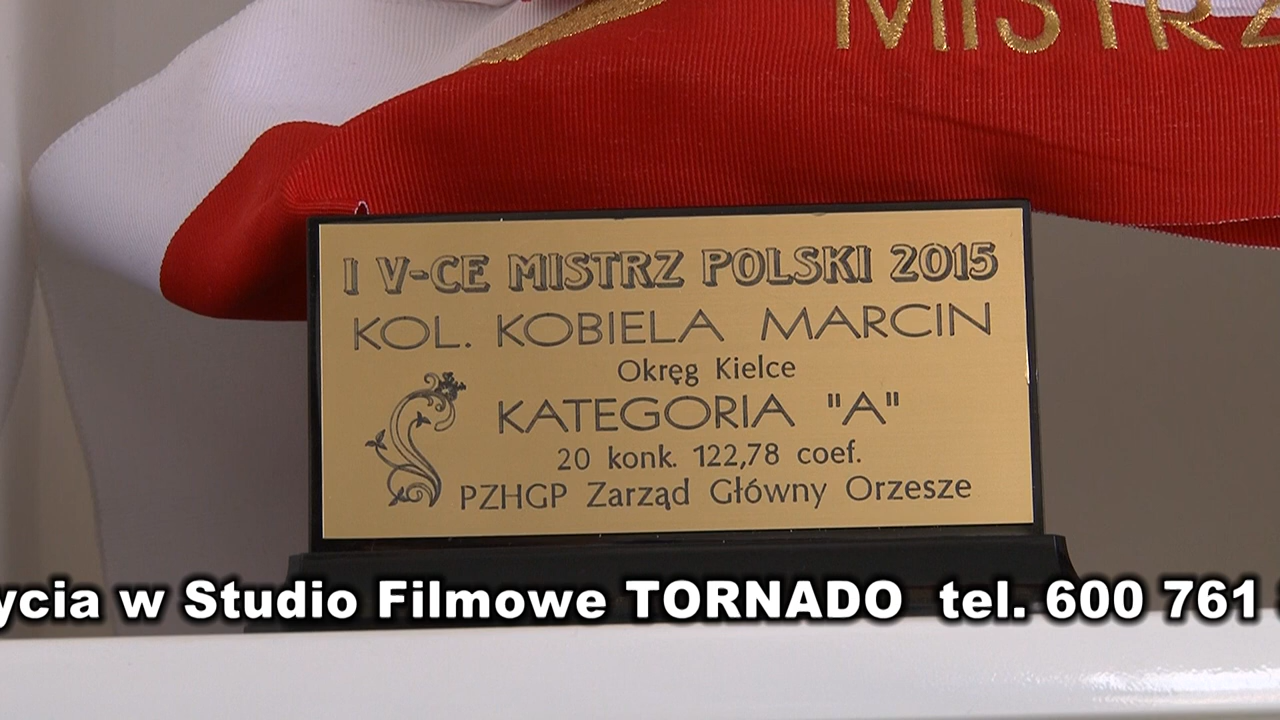 MISTRZ
I V-CE MISTRZ POLSKI 2015
KOL. KOBIELA MARCIN
Okręg Kielce
KATEGORIA "A"
20 konk. 122,78 coef.
PZHGP Zarząd Główny Orzesze
ycia w Studio Filmowe TORNADO tel. 600 761